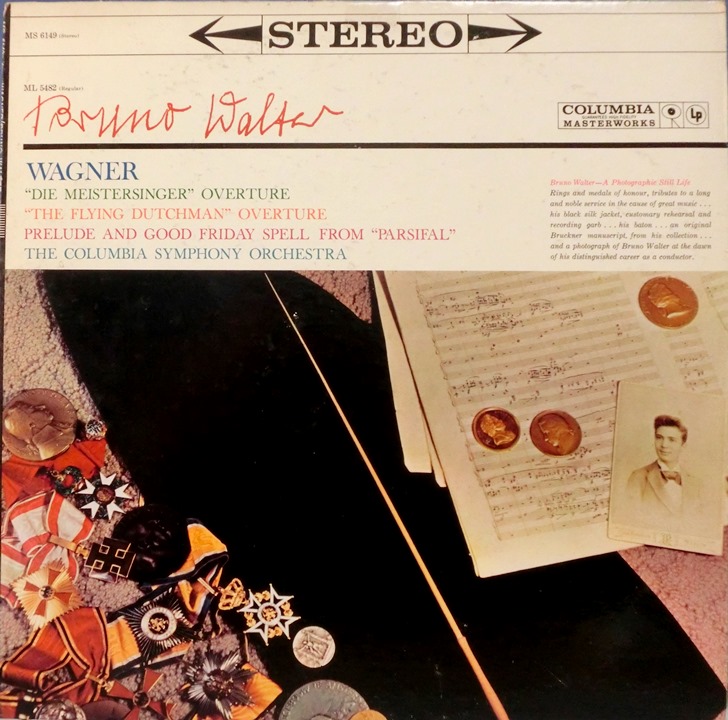 MS 6149 (Stereo)
STEREO
ML 5482 (Regular)
Bruno Walter
COLUMBIA
GUARANTEED HIGH FIDELITY
MASTERWORKS
Lp
WAGNER
"DIE MEISTERSINGER" OVERTURE
"THE FLYING DUTCHMAN" OVERTURE
PRELUDE AND GOOD FRIDAY SPELL FROM "PARSIFAL"
THE COLUMBIA SYMPHONY ORCHESTRA
Bruno Walter—A Photographic Still Life
Rings and medals of honour, tributes to a long
and noble service in the cause of great music . . .
his black silk jacket, customary rehearsal and
recording garb . . . his baton . . . an original
Bruckner manuscript, from his collection . . .
and a photograph of Bruno Walter at the dawn
of his distinguished career as a conductor.